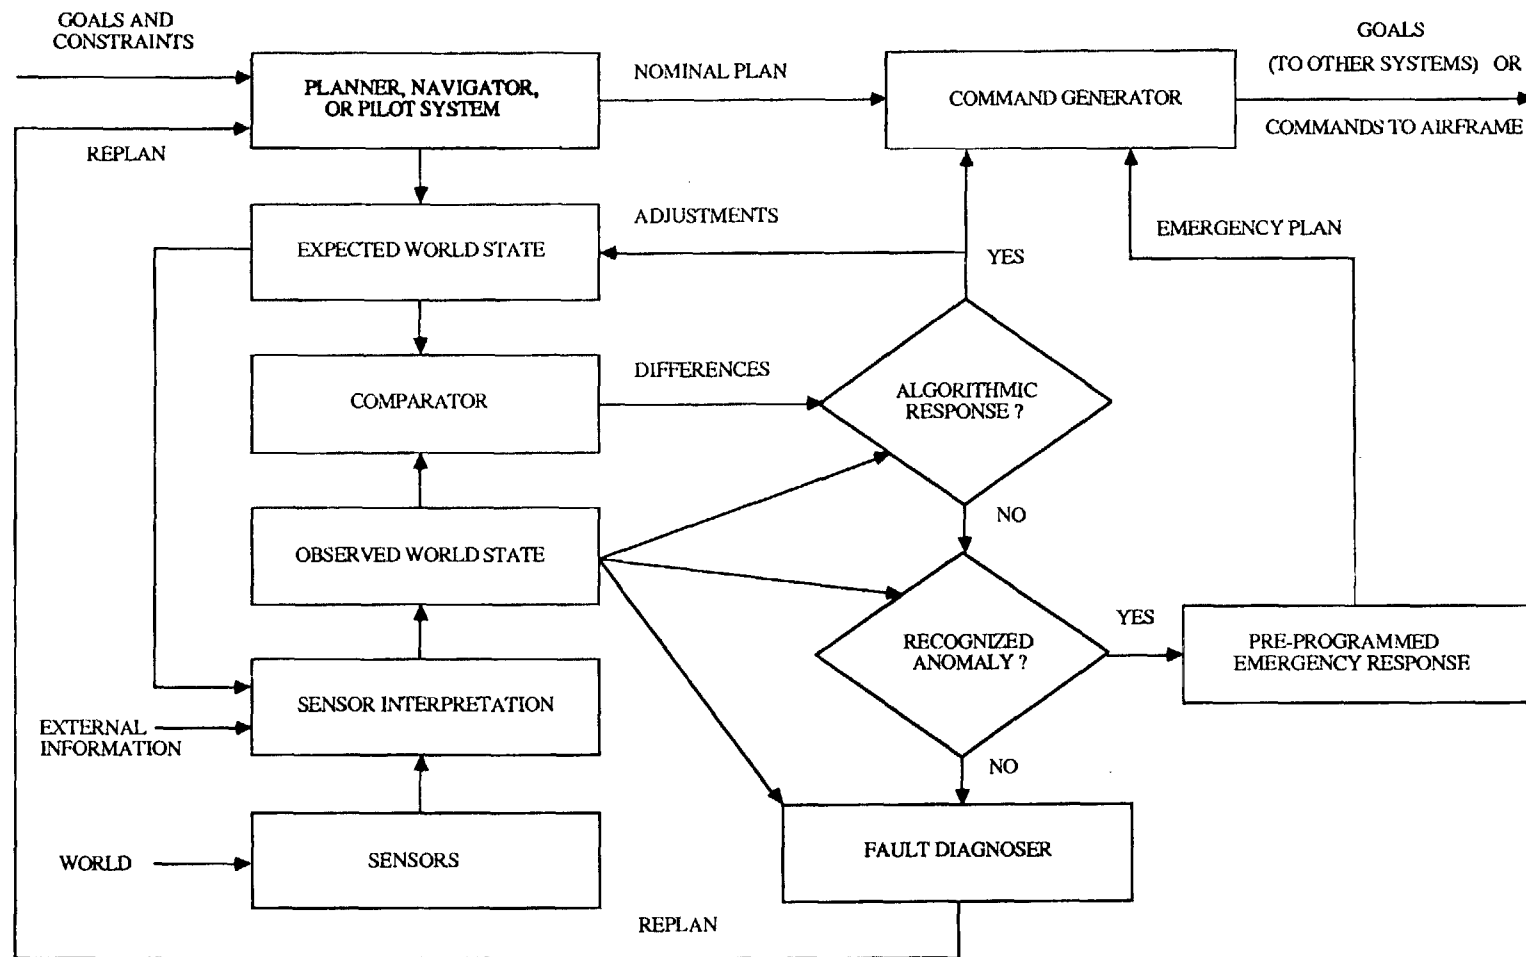 GOALS AND
CONSTRAINTS
REPLAN
PLANNER, NAVIGATOR,
OR PILOT SYSTEM
NOMINAL PLAN
COMMAND GENERATOR
GOALS
(TO OTHER SYSTEMS) OR
COMMANDS TO AIRFRAME
EXPECTED WORLD STATE
ADJUSTMENTS
YES
EMERGENCY PLAN
COMPARATOR
DIFFERENCES
ALGORITHMIC
RESPONSE ?
NO
OBSERVED WORLD STATE
RECOGNIZED
ANOMALY ?
YES
PRE-PROGRAMMED
EMERGENCY RESPONSE
SENSOR INTERPRETATION
EXTERNAL
INFORMATION
NO
WORLD
SENSORS
FAULT DIAGNOSER
REPLAN